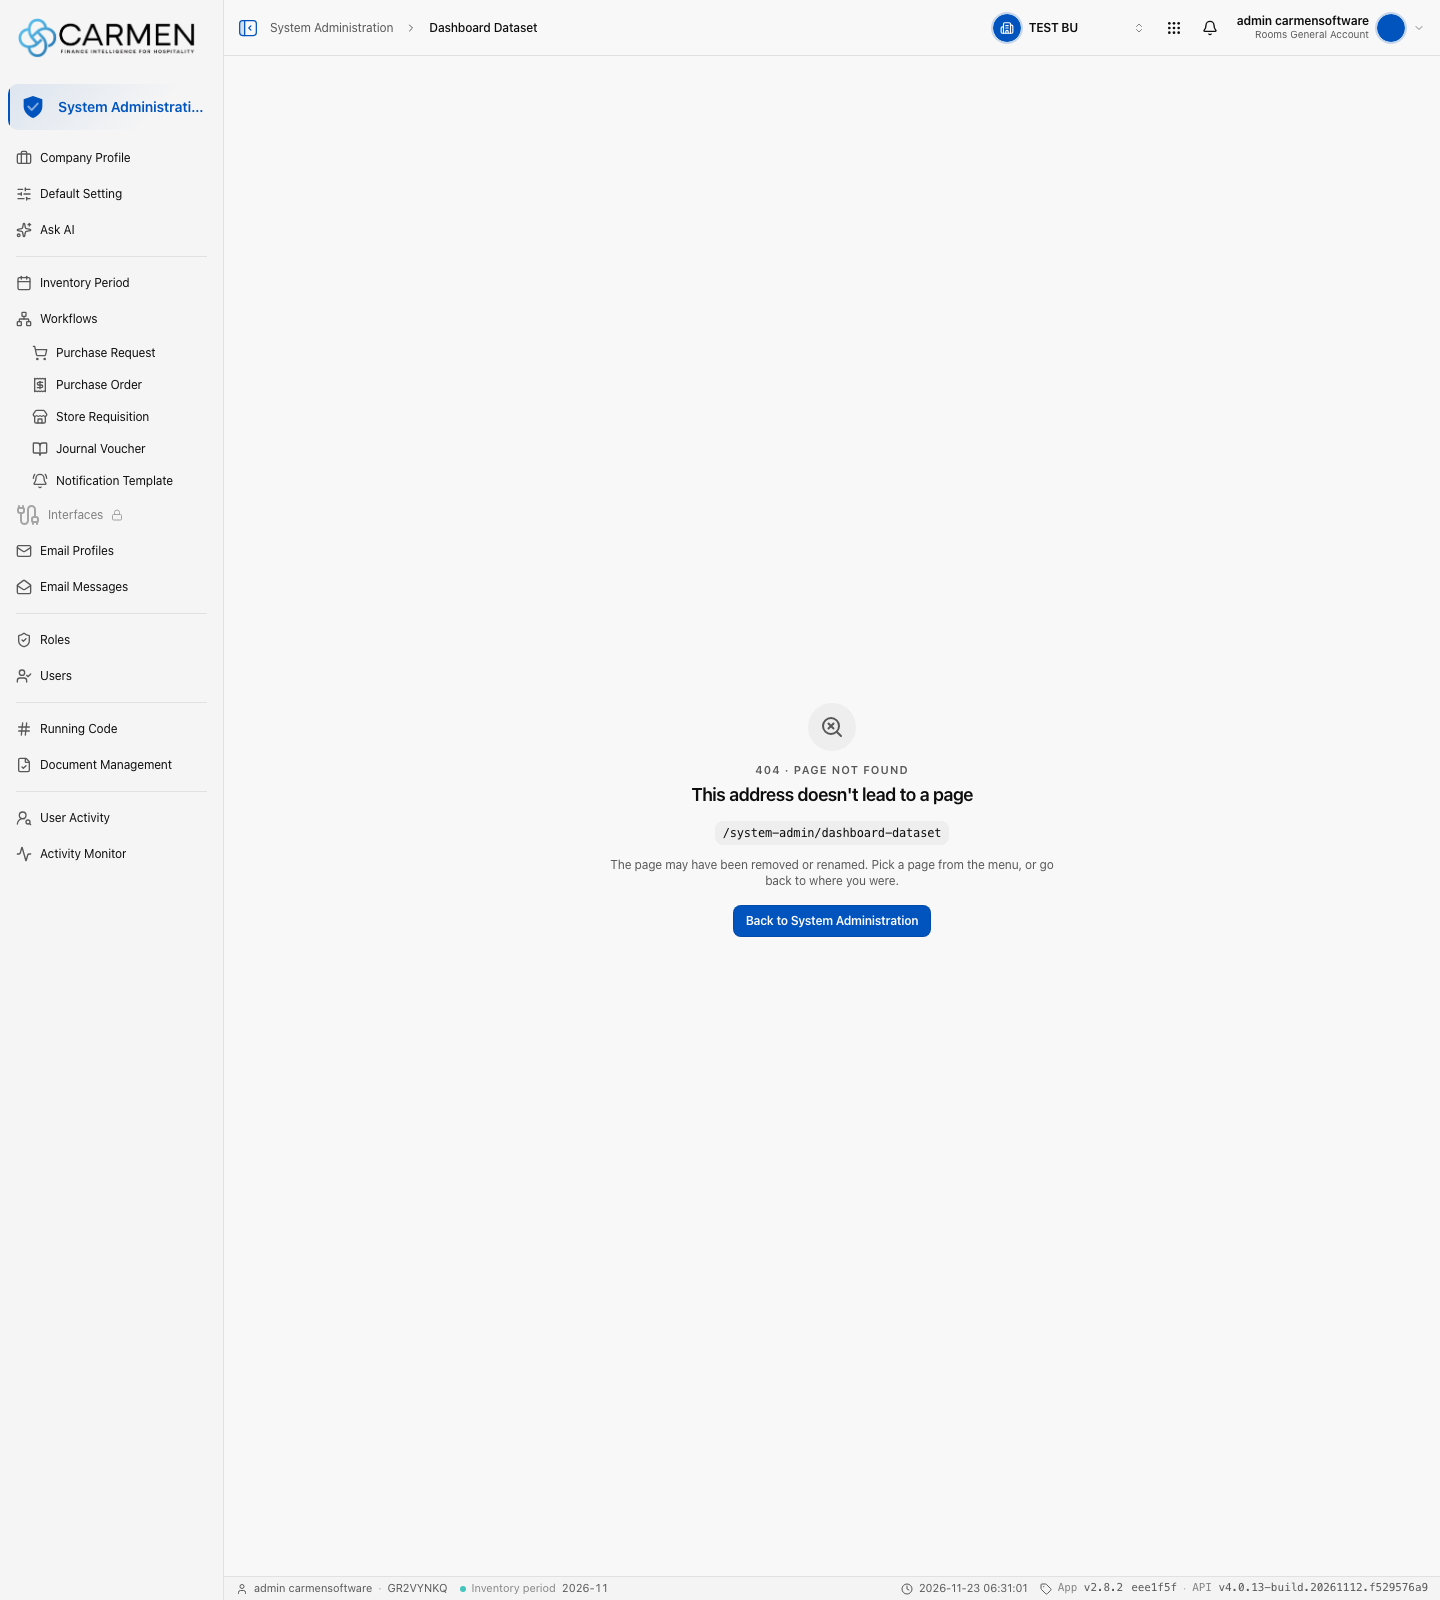 CARMEN
FINANCE INTELLIGENCE FOR HOSPITALITY
System Administrati...
Company Profile
Default Setting
Ask AI
Inventory Period
Workflows
Purchase Request
Purchase Order
Store Requisition
Journal Voucher
Notification Template
Interfaces
Email Profiles
Email Messages
Roles
Users
Running Code
Document Management
User Activity
Activity Monitor
System Administration
Dashboard Dataset
TEST BU
admin carmensoftware
Rooms General Account
404 · PAGE NOT FOUND
This address doesn't lead to a page
/system-admin/dashboard-dataset
The page may have been removed or renamed. Pick a page from the menu, or go
back to where you were.
Back to System Administration
admin carmensoftware · GR2VYNKQ Inventory period 2026-11
2026-11-23 06:31:01 App v2.8.2 eee1f5f · API v4.0.13-build.20261112.f529576a9